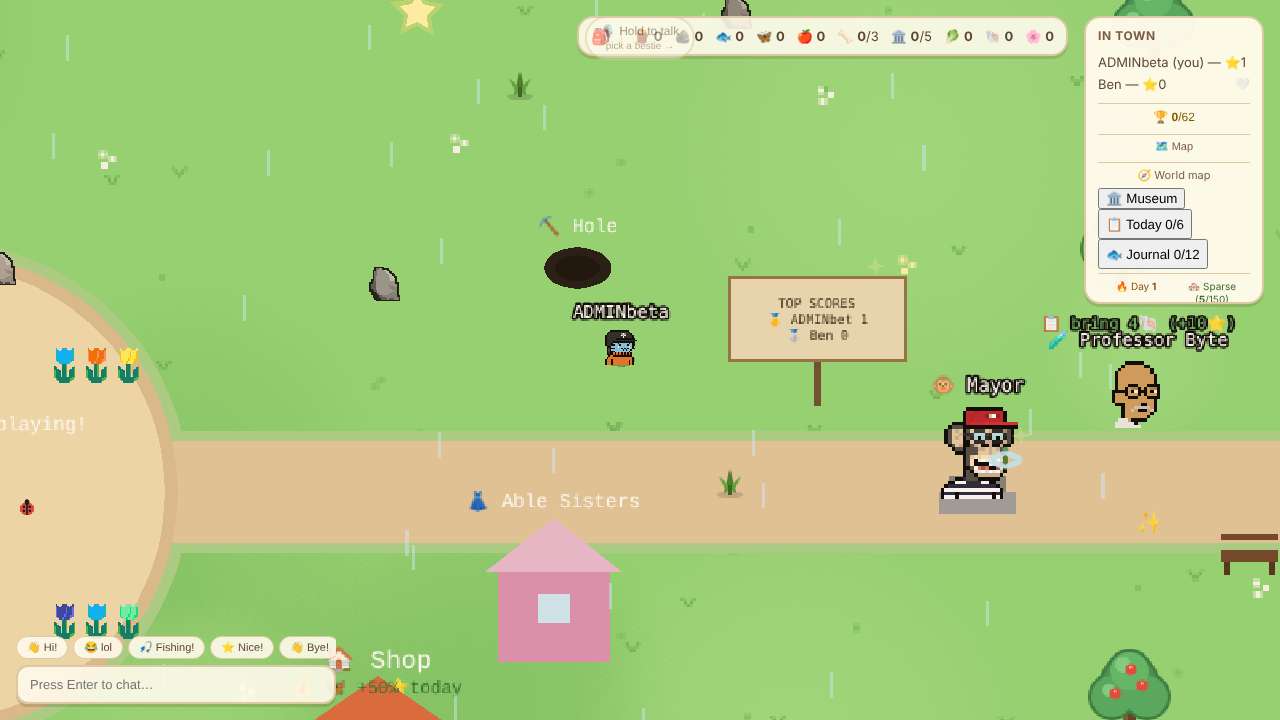 Hold to talk
pick a bestie →
0 0 0 0 0 0/3 0/5 0 0 0
IN TOWN
ADMINbeta (you) — ⭐1
Ben — ⭐0
0/62
Map
World map
Museum
Today 0/6
Journal 0/12
Day 1
Sparse
(5/150)
Hole
ADMINbeta
TOP SCORES
ADMINbet 1
Ben 0
bring 4 (+10⭐)
Professor Byte
Mayor
playing!
Able Sisters
Hi!
lol
Fishing!
Nice!
Bye!
Shop
+50%⭐today
Press Enter to chat…